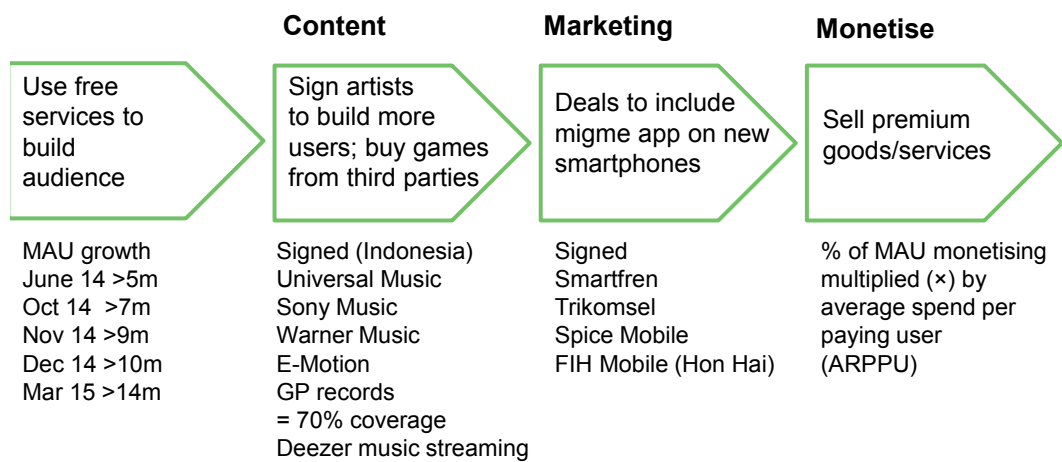 Content
Marketing
Monetise
Use free
services to
build
audience
Sign artists
to build more
users; buy games
from third parties
Deals to include
migme app on new
smartphones
Sell premium
goods/services
MAU growth
June 14 >5m
Oct 14 >7m
Nov 14 >9m
Dec 14 >10m
Mar 15 >14m
Signed (Indonesia)
Universal Music
Sony Music
Warner Music
E-Motion
GP records
= 70% coverage
Deezer music streaming
Signed
Smartfren
Trikomsel
Spice Mobile
FIH Mobile (Hon Hai)
% of MAU monetising
multiplied (×) by
average spend per
paying user
(ARPPU)